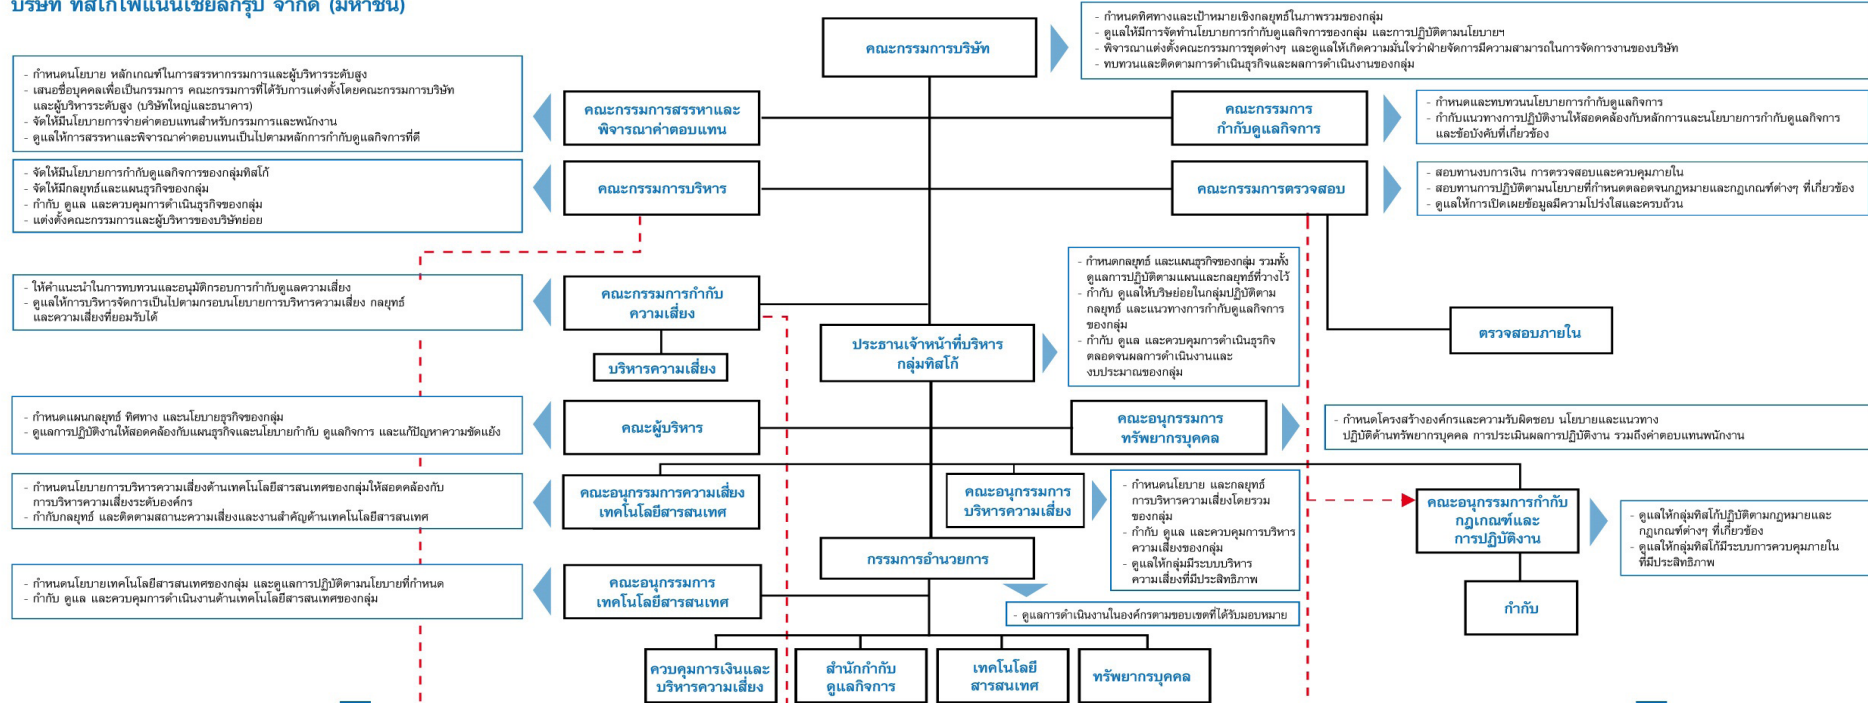 บริษัท ทิสโก้ไฟแนนเชียลกรุ๊ป จำกัด (มหาชน)
คณะกรรมการบริษัท
- กำหนดทิศทางและเป้าหมายเชิงกลยุทธ์ในภาพรวมของกลุ่ม
- ดูแลให้มีการจัดทำนโยบายการกำกับดูแลกิจการของกลุ่ม และการปฏิบัติตามนโยบายฯ
- พิจารณาแต่งตั้งคณะกรรมการชุดต่างๆ และดูแลให้เกิดความมั่นใจว่าฝ่ายจัดการมีความสามารถในการจัดการงานของบริษัท
- ทบทวนและติดตามการดำเนินธุรกิจและผลการดำเนินงานของกลุ่ม
- กำหนดนโยบาย หลักเกณฑ์ในการสรรหากรรมการและผู้บริหารระดับสูง
- เสนอชื่อบุคคลเพื่อเป็นกรรมการ คณะกรรมการที่ได้รับการแต่งตั้งโดยคณะกรรมการบริษัท
และผู้บริหารระดับสูง (บริษัทใหญ่และธนาคาร)
- จัดให้มีนโยบายการจ่ายค่าตอบแทนสำหรับกรรมการและพนักงาน
- ดูแลให้การสรรหาและพิจารณาค่าตอบแทนเป็นไปตามหลักการกำกับดูแลกิจการที่ดี
คณะกรรมการสรรหาและ
พิจารณาค่าตอบแทน
คณะกรรมการ
กำกับดูแลกิจการ
- กำหนดและทบทวนนโยบายการกำกับดูแลกิจการ
- กำกับแนวทางการปฏิบัติงานให้สอดคล้องกับหลักการและนโยบายการกำกับดูแลกิจการ
และข้อบังคับที่เกี่ยวข้อง
- จัดให้มีนโยบายการกำกับดูแลกิจการของกลุ่มทิสโก้
- จัดให้มีกลยุทธ์และแผนธุรกิจของกลุ่ม
- กำกับ ดูแล และควบคุมการดำเนินธุรกิจของกลุ่ม
- แต่งตั้งคณะกรรมการและผู้บริหารของบริษัทย่อย
คณะกรรมการบริหาร
คณะกรรมการตรวจสอบ
- สอบทานงบการเงิน การตรวจสอบและควบคุมภายใน
- สอบทานการปฏิบัติตามนโยบายที่กำหนดตลอดจนกฎหมายและกฎเกณฑ์ต่างๆ ที่เกี่ยวข้อง
- ดูแลให้การเปิดเผยข้อมูลมีความโปร่งใสและครบถ้วน
- ให้คำแนะนำในการทบทวนและอนุมัติกรอบการกำกับดูแลความเสี่ยง
- ดูแลให้การบริหารจัดการเป็นไปตามกรอบนโยบายการบริหารความเสี่ยง กลยุทธ์
และความเสี่ยงที่ยอมรับได้
คณะกรรมการกำกับ
ความเสี่ยง
บริหารความเสี่ยง
ประธานเจ้าหน้าที่บริหาร
กลุ่มทิสโก้
- กำหนดกลยุทธ์ และแผนธุรกิจของกลุ่ม รวมทั้ง
ดูแลการปฏิบัติตามแผนและกลยุทธ์ที่วางไว้
- กำกับ ดูแลให้บริษย่อยในกลุ่มปฏิบัติตาม
กลยุทธ์ และแนวทางการกำกับดูแลกิจการ
ของกลุ่ม
- กำกับ ดูแล และควบคุมการดำเนินธุรกิจ
ตลอดจนผลการดำเนินงานและ
งบประมาณของกลุ่ม
ตรวจสอบภายใน
- กำหนดแผนกลยุทธ์ ทิศทาง และนโยบายธุรกิจของกลุ่ม
- ดูแลการปฏิบัติงานให้สอดคล้องกับแผนธุรกิจและนโยบายกำกับ ดูแลกิจการ และแก้ปัญหาความขัดแย้ง
คณะผู้บริหาร
คณะอนุกรรมการ
ทรัพยากรบุคคล
- กำหนดโครงสร้างองค์กรและความรับผิดชอบ นโยบายและแนวทาง
ปฏิบัติด้านทรัพยากรบุคคล การประเมินผลการปฏิบัติงาน รวมถึงค่าตอบแทนพนักงาน
- กำหนดนโยบายการบริหารความเสี่ยงด้านเทคโนโลยีสารสนเทศของกลุ่มให้สอดคล้องกับ
การบริหารความเสี่ยงระดับองค์กร
- กำกับกลยุทธ์ และติดตามสถานะความเสี่ยงและงานสำคัญด้านเทคโนโลยีสารสนเทศ
คณะอนุกรรมการความเสี่ยง
เทคโนโลยีสารสนเทศ
คณะอนุกรรมการ
บริหารความเสี่ยง
- กำหนดนโยบาย และกลยุทธ์
การบริหารความเสี่ยงโดยรวม
ของกลุ่ม
- กำกับ ดูแล และควบคุมการบริหาร
ความเสี่ยงของกลุ่ม
- ดูแลให้กลุ่มมีระบบบริหาร
ความเสี่ยงที่มีประสิทธิภาพ
คณะอนุกรรมการกำกับ
กฎเกณฑ์และ
การปฏิบัติงาน
- ดูแลให้กลุ่มทิสโก้ปฏิบัติตามกฎหมายและ
กฎเกณฑ์ต่างๆ ที่เกี่ยวข้อง
- ดูแลให้กลุ่มทิสโก้มีระบบการควบคุมภายใน
ที่มีประสิทธิภาพ
กรรมการอำนวยการ
- ดูแลการดำเนินงานในองค์กรตามขอบเขตที่ได้รับมอบหมาย
- กำหนดนโยบายเทคโนโลยีสารสนเทศของกลุ่ม และดูแลการปฏิบัติตามนโยบายที่กำหนด
- กำกับ ดูแล และควบคุมการดำเนินงานด้านเทคโนโลยีสารสนเทศของกลุ่ม
คณะอนุกรรมการ
เทคโนโลยีสารสนเทศ
กำกับ
ควบคุมการเงินและ
บริหารความเสี่ยง
สำนักกำกับ
ดูแลกิจการ
เทคโนโลยี
สารสนเทศ
ทรัพยากรบุคคล